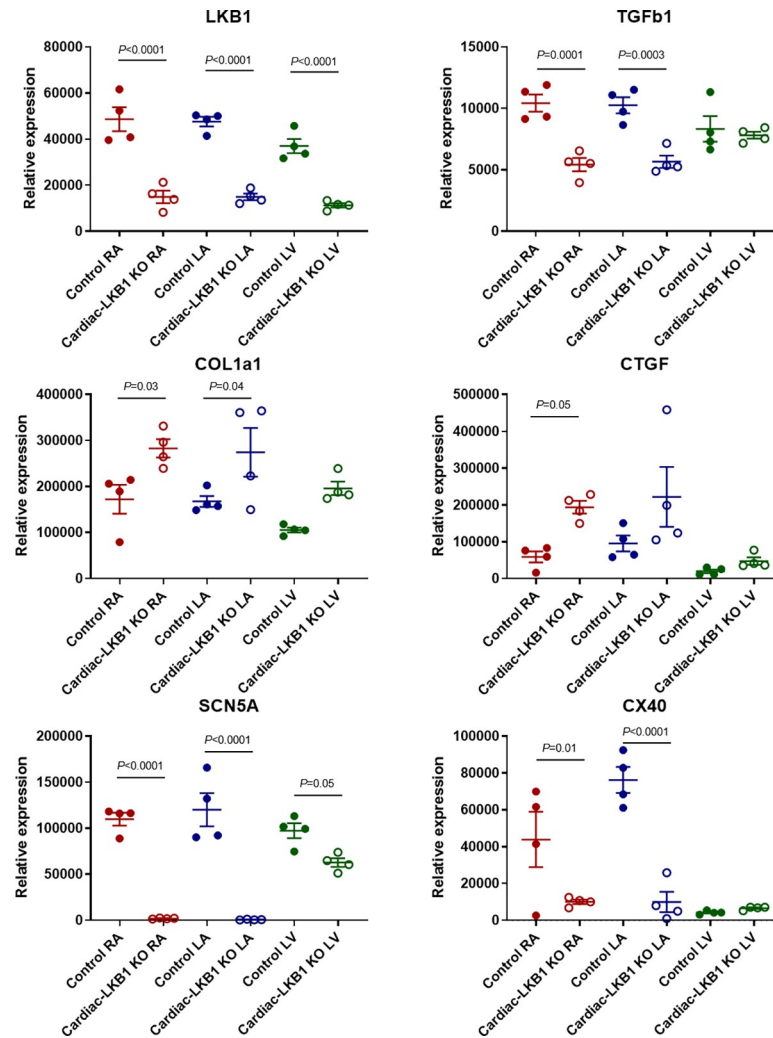 LKB1
P<0.0001
P<0.0001
P<0.0001
Relative expression
80000
60000
40000
20000
0
Control RA
Cardiac-LKB1 KO RA
Control LA
Cardiac-LKB1 KO LA
Control LV
Cardiac-LKB1 KO LV
TGFb1
P=0.0001
P=0.0003
Relative expression
15000
10000
5000
0
Control RA
Cardiac-LKB1 KO RA
Control LA
Cardiac-LKB1 KO LA
Control LV
Cardiac-LKB1 KO LV
COL1a1
P=0.03
P=0.04
Relative expression
400000
300000
200000
100000
0
Control RA
Cardiac-LKB1 KO RA
Control LA
Cardiac-LKB1 KO LA
Control LV
Cardiac-LKB1 KO LV
CTGF
P=0.05
Relative expression
500000
400000
300000
200000
100000
0
Control RA
Cardiac-LKB1 KO RA
Control LA
Cardiac-LKB1 KO LA
Control LV
Cardiac-LKB1 KO LV
SCN5A
P<0.0001
P<0.0001
P=0.05
Relative expression
200000
150000
100000
50000
0
Control RA
Cardiac-LKB1 KO RA
Control LA
Cardiac-LKB1 KO LA
Control LV
Cardiac-LKB1 KO LV
CX40
P=0.01
P<0.0001
Relative expression
100000
80000
60000
40000
20000
0
Control RA
Cardiac-LKB1 KO RA
Control LA
Cardiac-LKB1 KO LA
Control LV
Cardiac-LKB1 KO LV